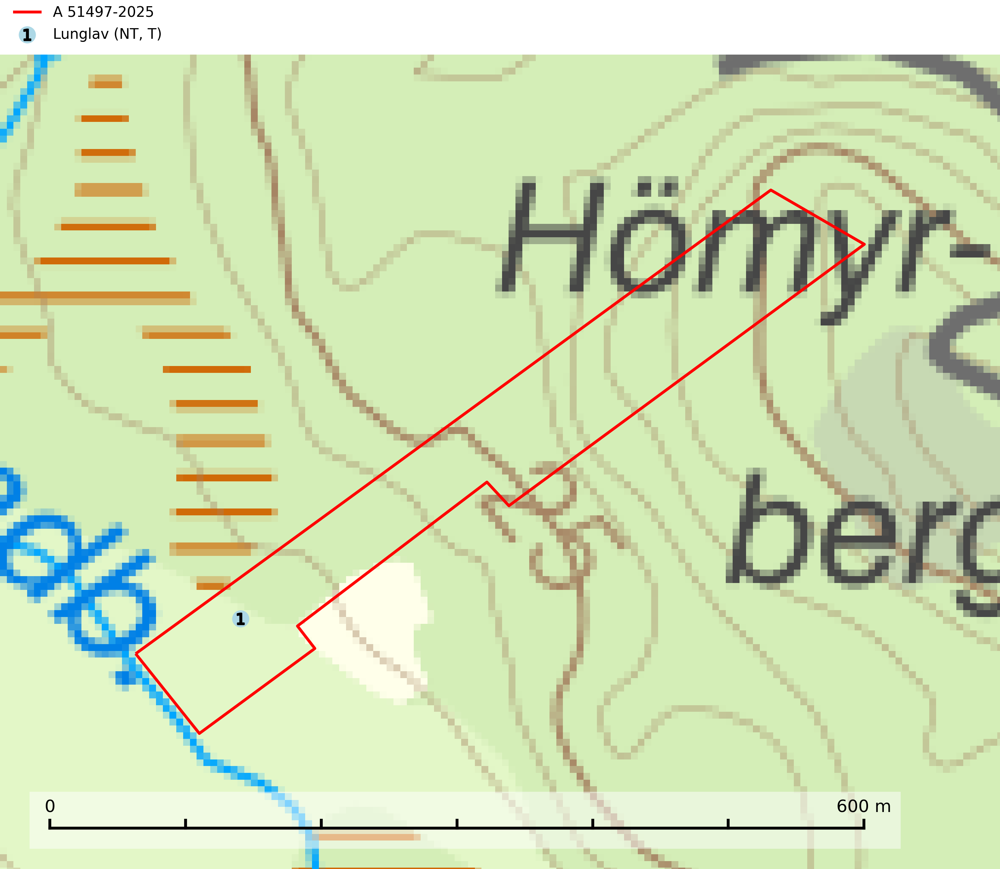 A 51497-2025
1 Lunglav (NT, T)
Hömyr-
berg
1
0 600 m